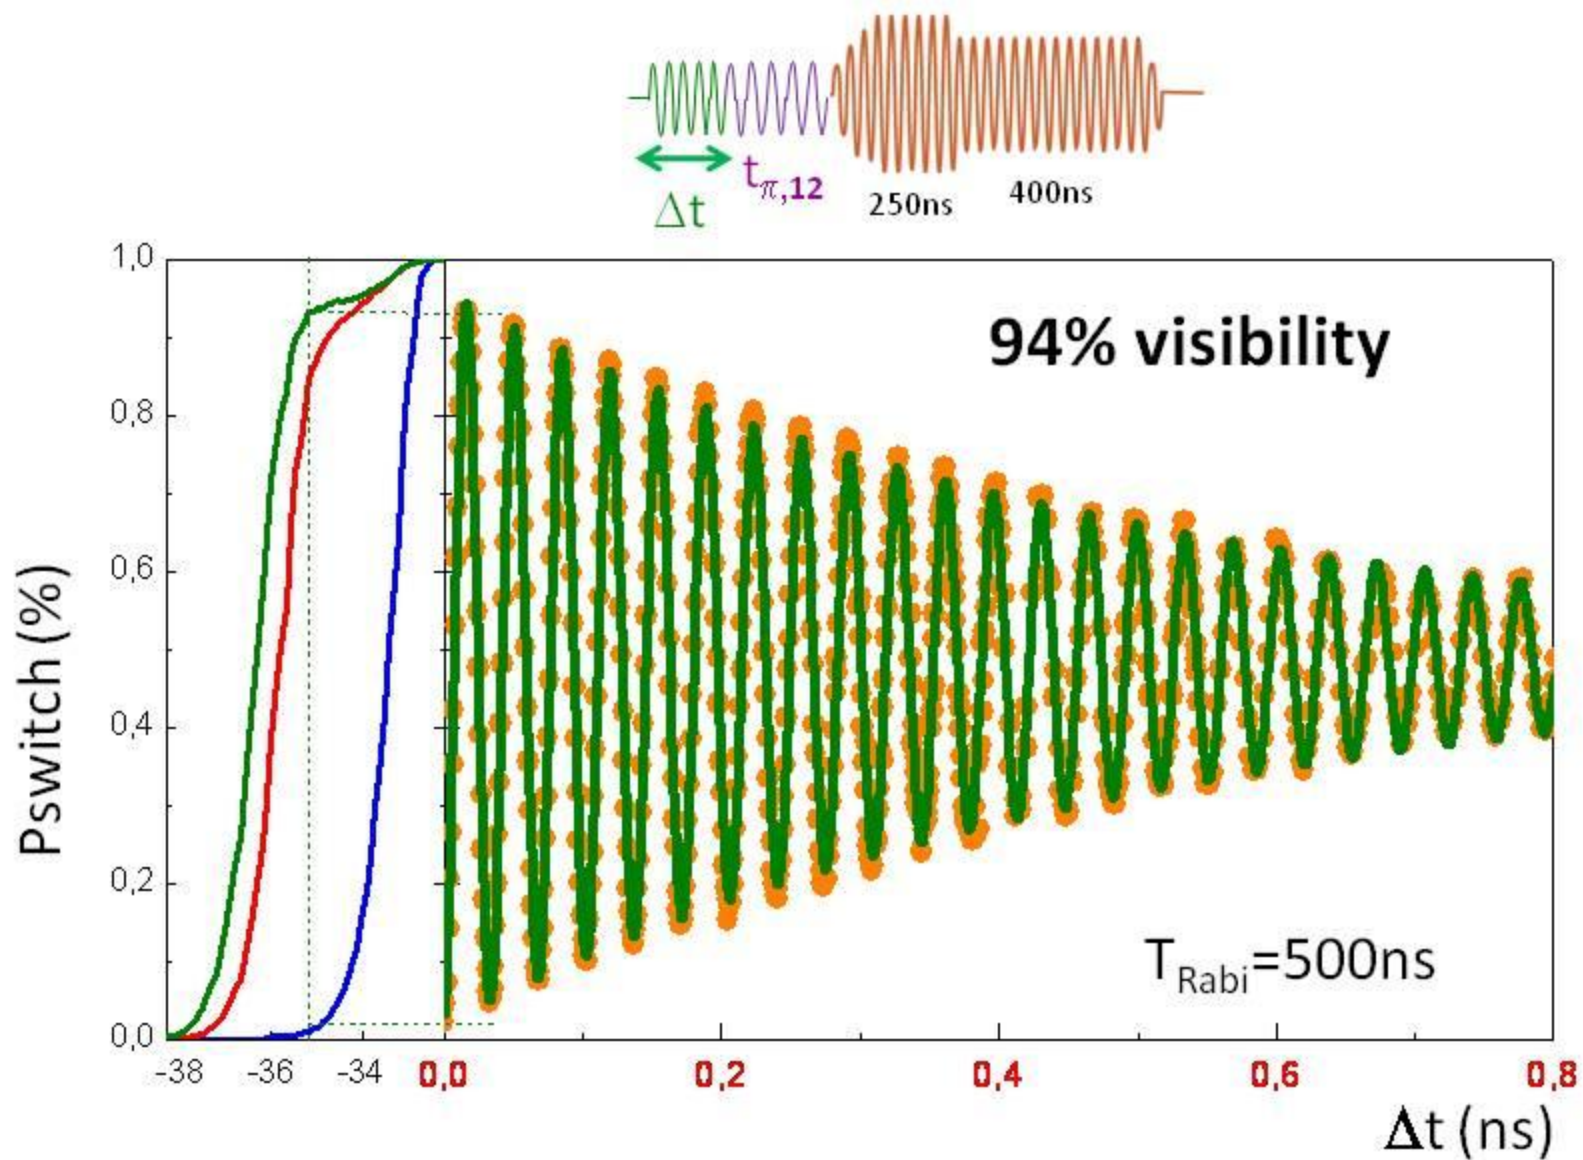 Δt
tπ,12
250ns
400ns
Pswitch (%)
1,0
0,8
0,6
0,4
0,2
0,0
94% visibility
TRabi=500ns
-38
-36
-34
0,0
0,2
0,4
0,6
0,8
Δt (ns)